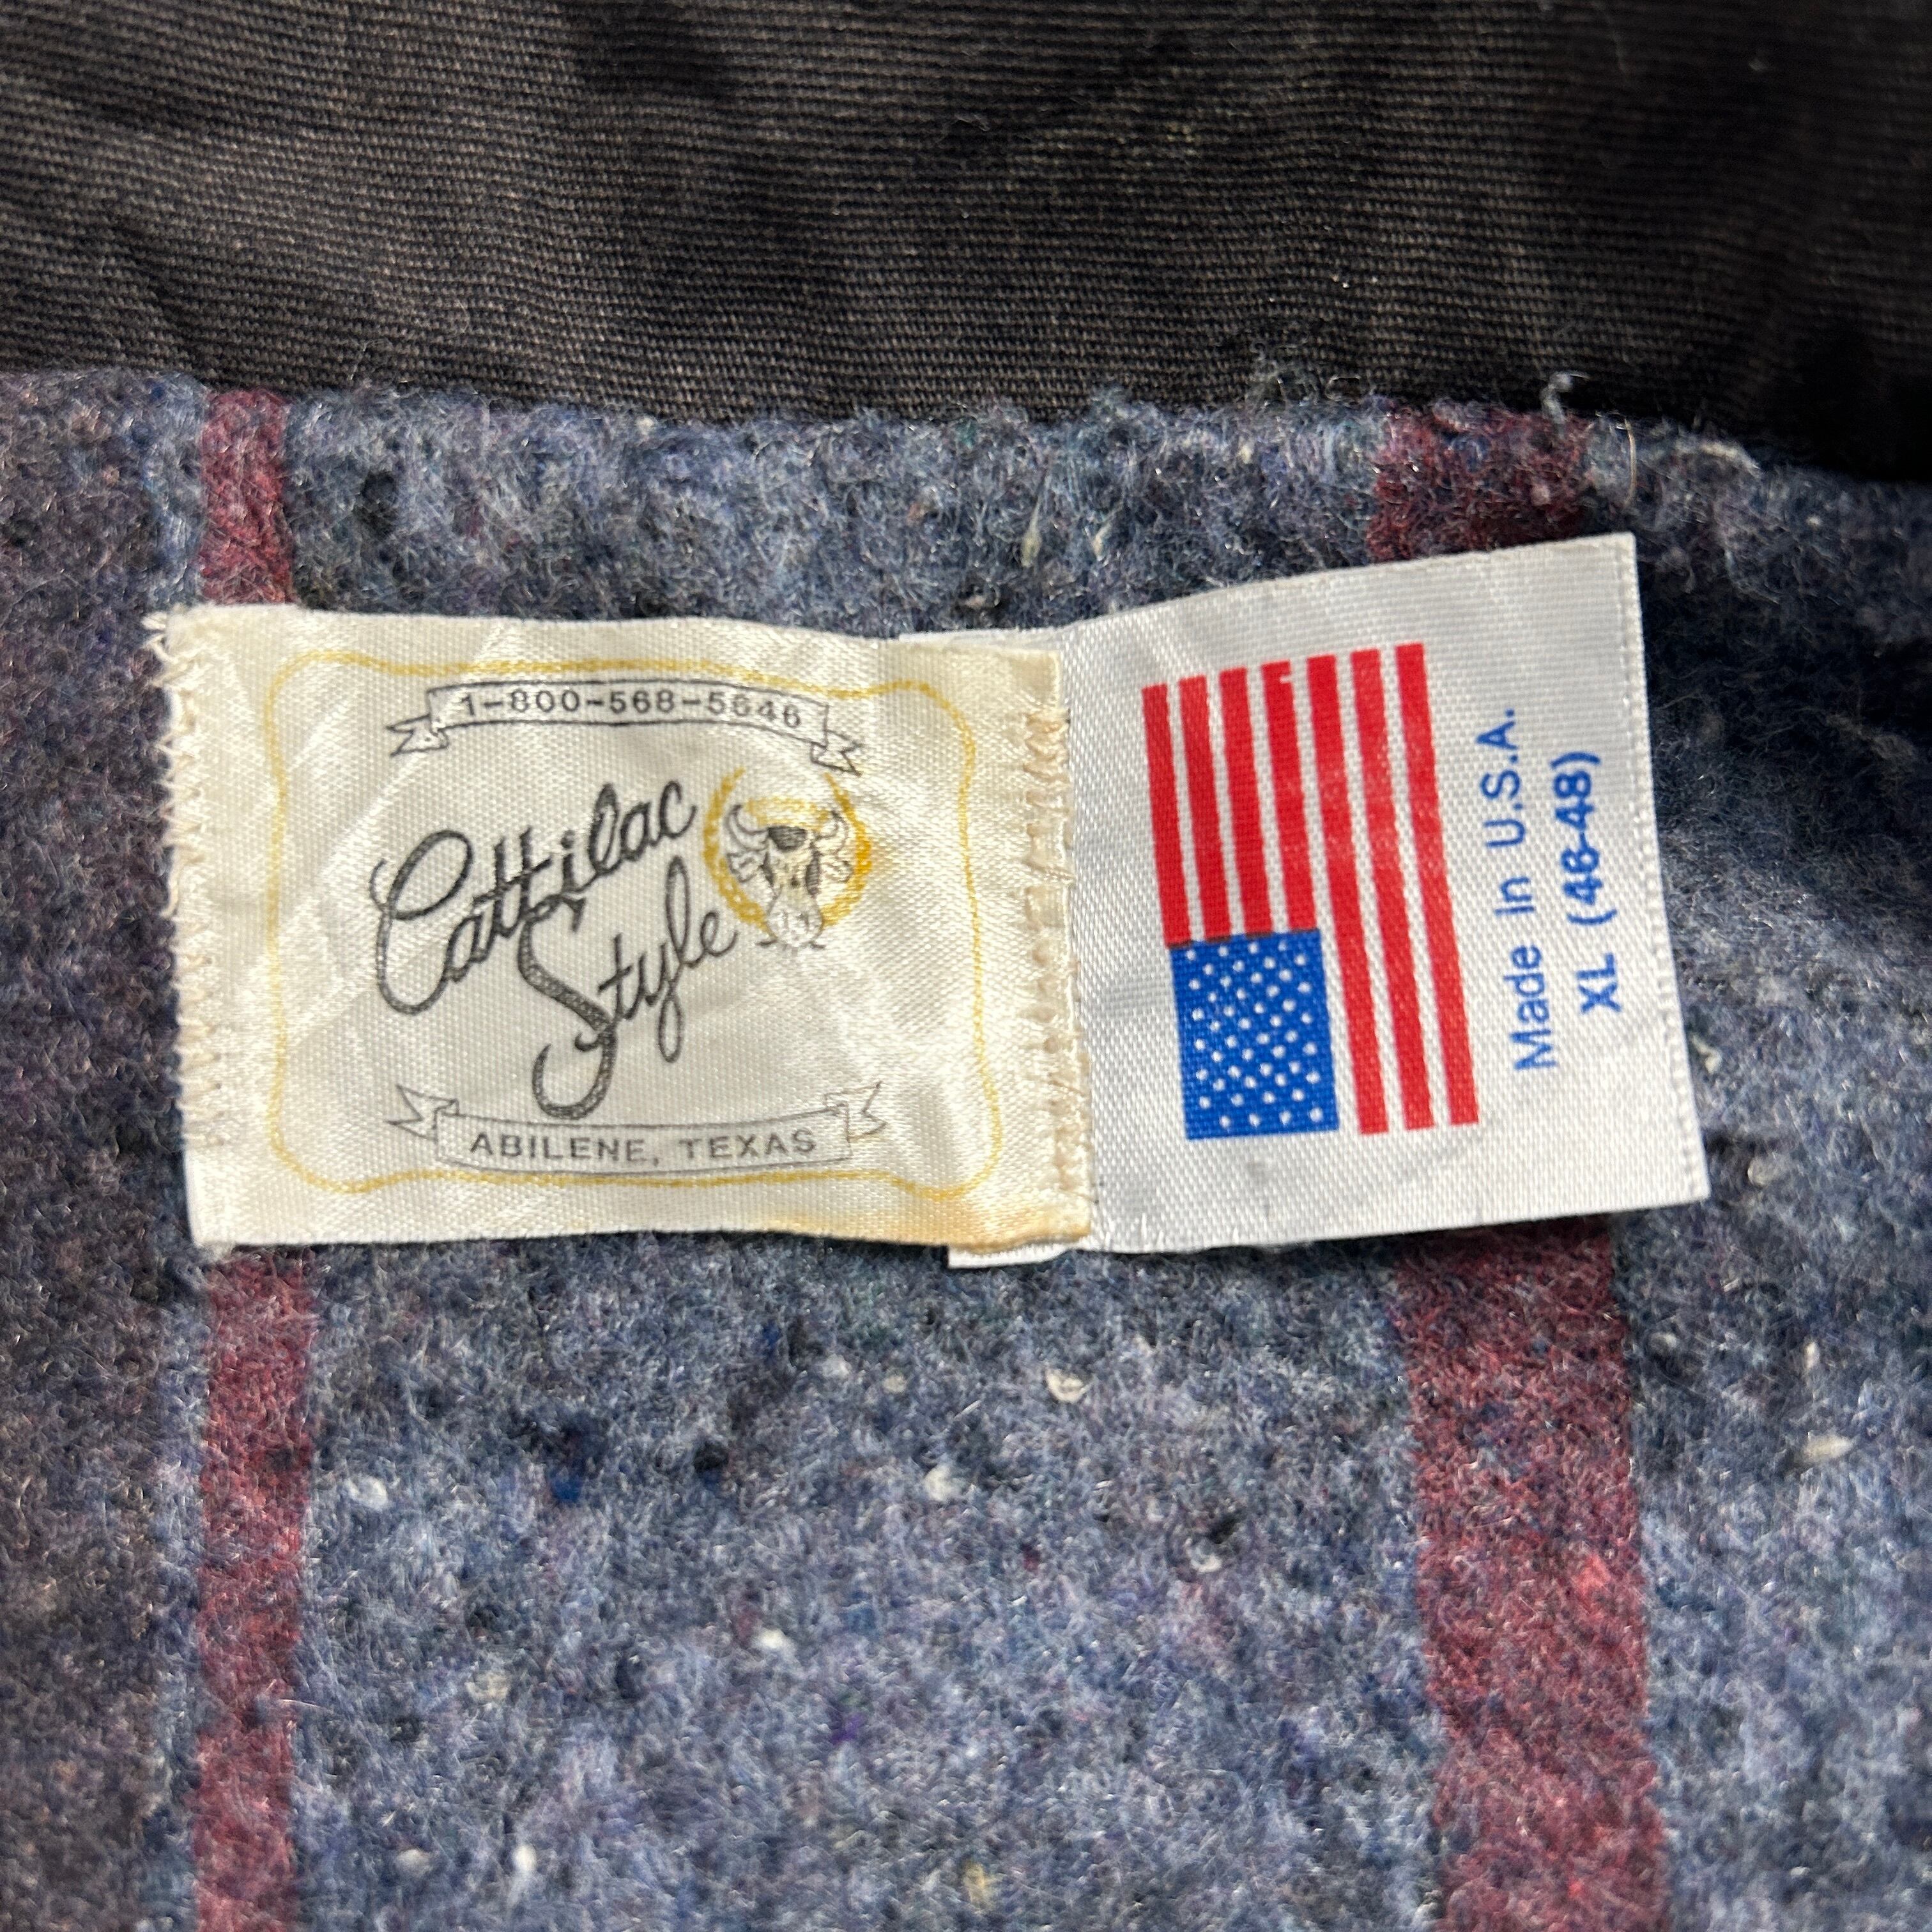 1-800-568-5646
Cattilac
Style
ABILENE, TEXAS
Made in U.S.A.
XL (46-48)